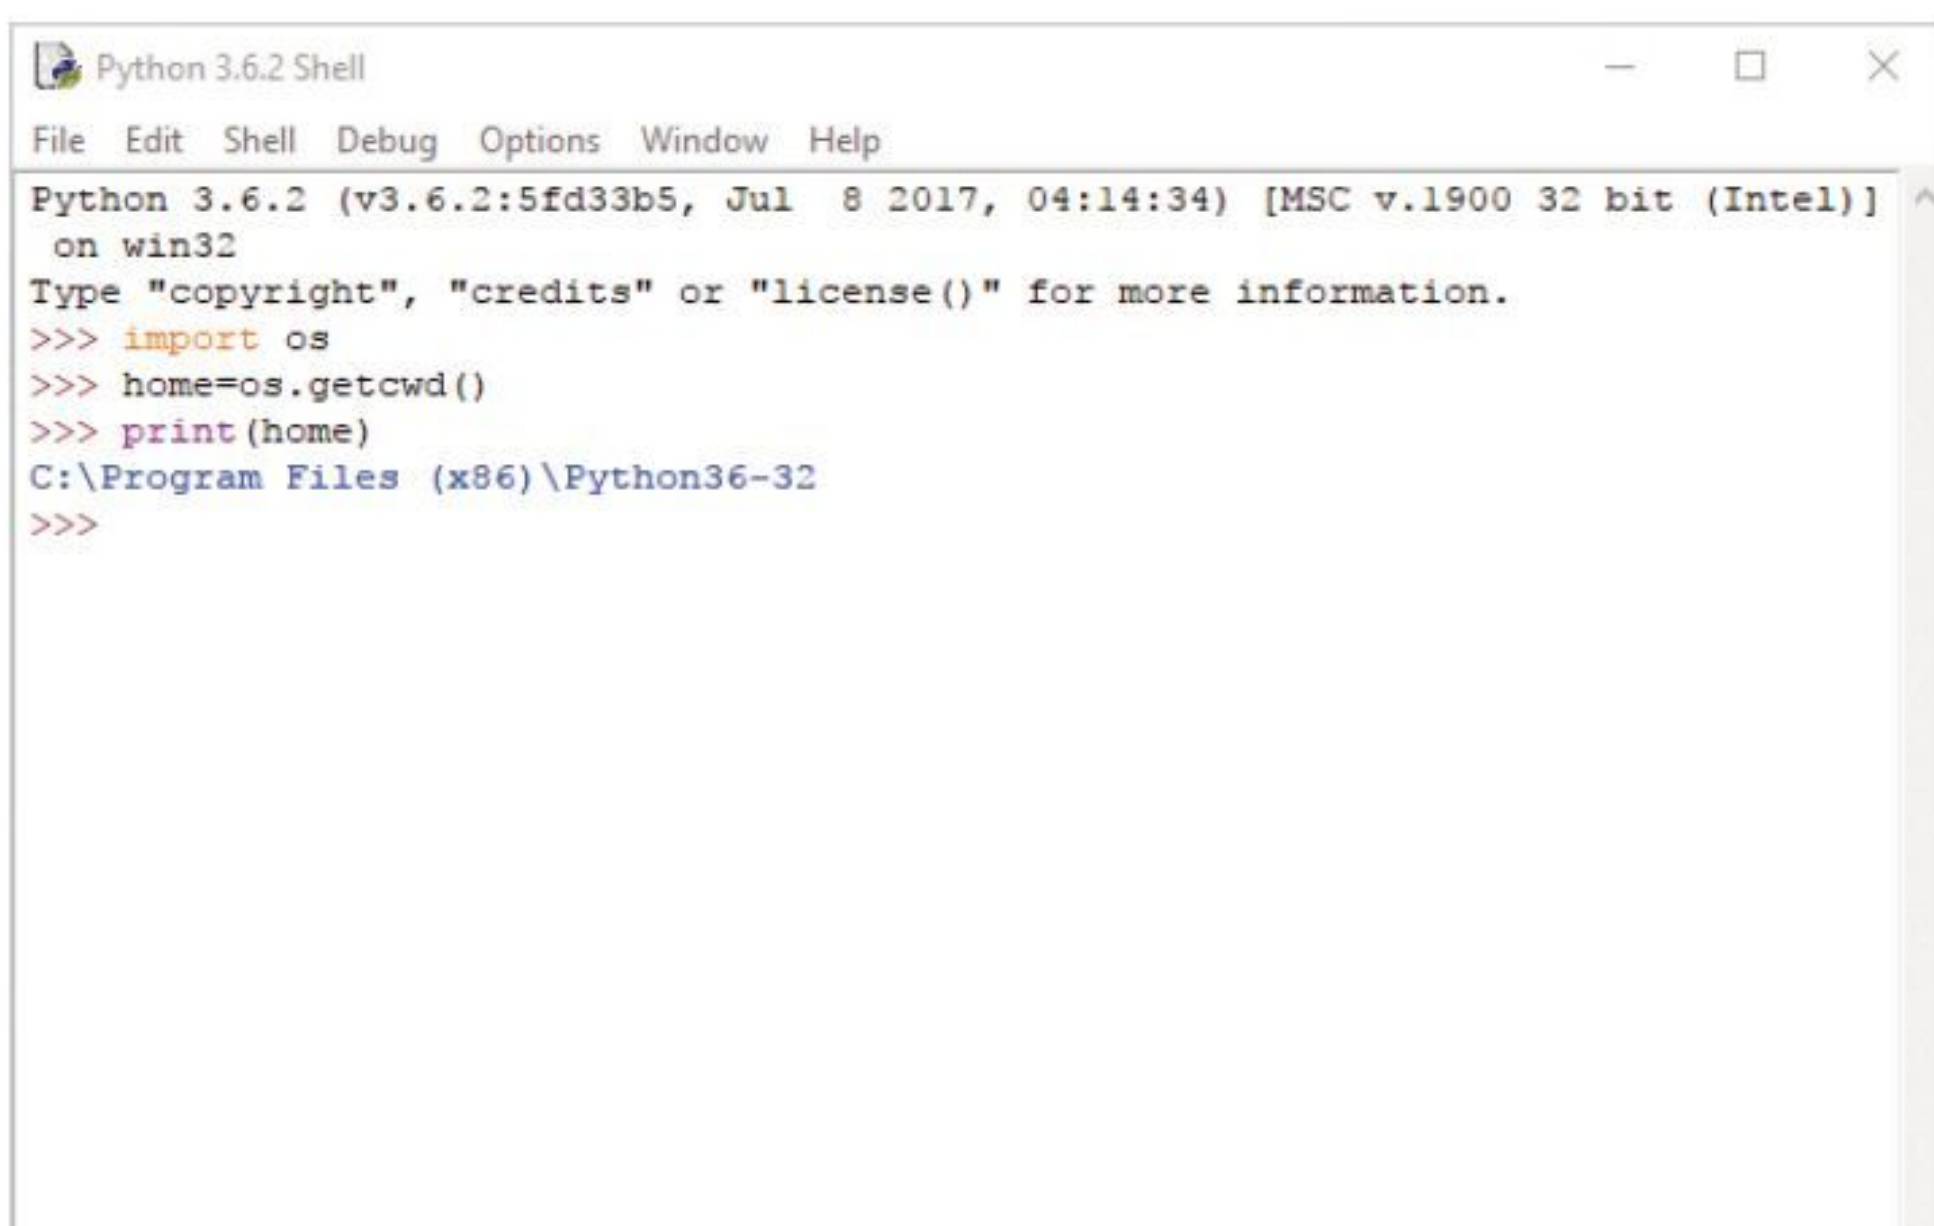 Python 3.6.2 Shell
File Edit Shell Debug Options Window Help
Python 3.6.2 (v3.6.2:5fd33b5, Jul  8 2017, 04:14:34) [MSC v.1900 32 bit (Intel)]
 on win32
Type "copyright", "credits" or "license()" for more information.
>>> import os
>>> home=os.getcwd()
>>> print(home)
C:\Program Files (x86)\Python36-32
>>>